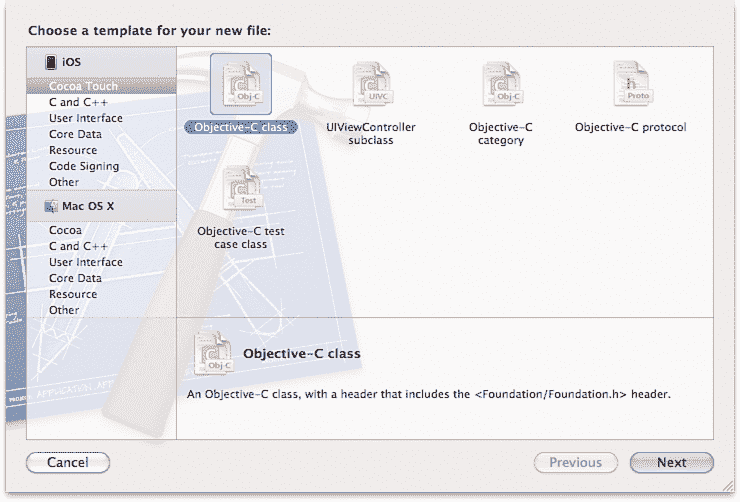 Choose a template for your new file:
iOS
Cocoa Touch
C and C++
User Interface
Core Data
Resource
Code Signing
Other
Mac OS X
Cocoa
C and C++
User Interface
Core Data
Resource
Other
Obj-C
UIVC
Obj-C
Proto
Objective-C class
UIViewController
subclass
Objective-C
category
Objective-C protocol
Test
Objective-C test
case class
Obj-C
Objective-C class
An Objective-C class, with a header that includes the <Foundation/Foundation.h> header.
PROJECT
APPLICATION
Cancel
Previous
Next